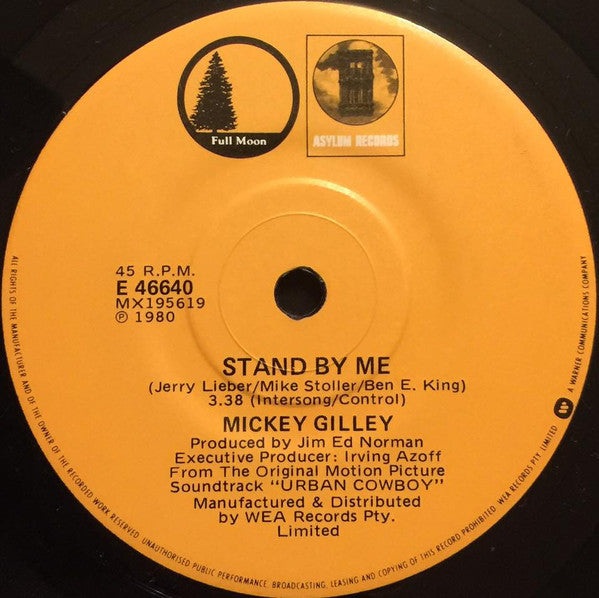 Full Moon
ASYLUM RECORDS
45 R.P.M.
E 46640
MX195619
℗ 1980
STAND BY ME
(Jerry Lieber/Mike Stoller/Ben E. King)
3.38 (Intersong/Control)
MICKEY GILLEY
Produced by Jim Ed Norman
Executive Producer: Irving Azoff
From The Original Motion Picture
Soundtrack "URBAN COWBOY"
Manufactured & Distributed
by WEA Records Pty.
Limited
ALL RIGHTS OF THE MANUFACTURER AND OF THE OWNER OF THE RECORDED WORK RESERVED. UNAUTHORISED PUBLIC PERFORMANCE, BROADCASTING, LEASING AND COPYING OF THIS RECORD PROHIBITED. WEA RECORDS PTY. LIMITED
A WARNER COMMUNICATIONS COMPANY